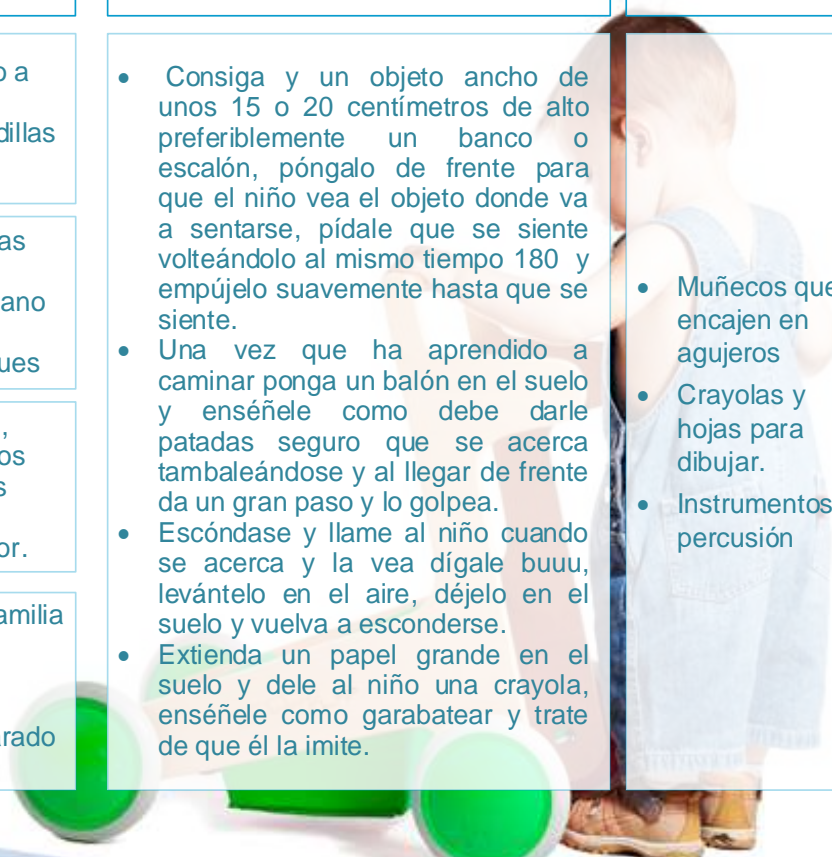 o a
dillas
as
ano
ues
,
os
s
or.
amilia
arado
• Consiga y un objeto ancho de
unos 15 o 20 centímetros de alto
preferiblemente un banco o
escalón, póngalo de frente para
que el niño vea el objeto donde va
a sentarse, pídale que se siente
volteándolo al mismo tiempo 180 y
empújelo suavemente hasta que se
siente.
• Una vez que ha aprendido a
caminar ponga un balón en el suelo
y enséñele como debe darle
patadas seguro que se acerca
tambaleándose y al llegar de frente
da un gran paso y lo golpea.
• Escóndase y llame al niño cuando
se acerca y la vea dígale buuu,
levántelo en el aire, déjelo en el
suelo y vuelva a esconderse.
• Extienda un papel grande en el
suelo y dele al niño una crayola,
enséñele como garabatear y trate
de que él la imite.
• Muñecos que
encajen en
agujeros
• Crayolas y
hojas para
dibujar.
• Instrumentos
percusión